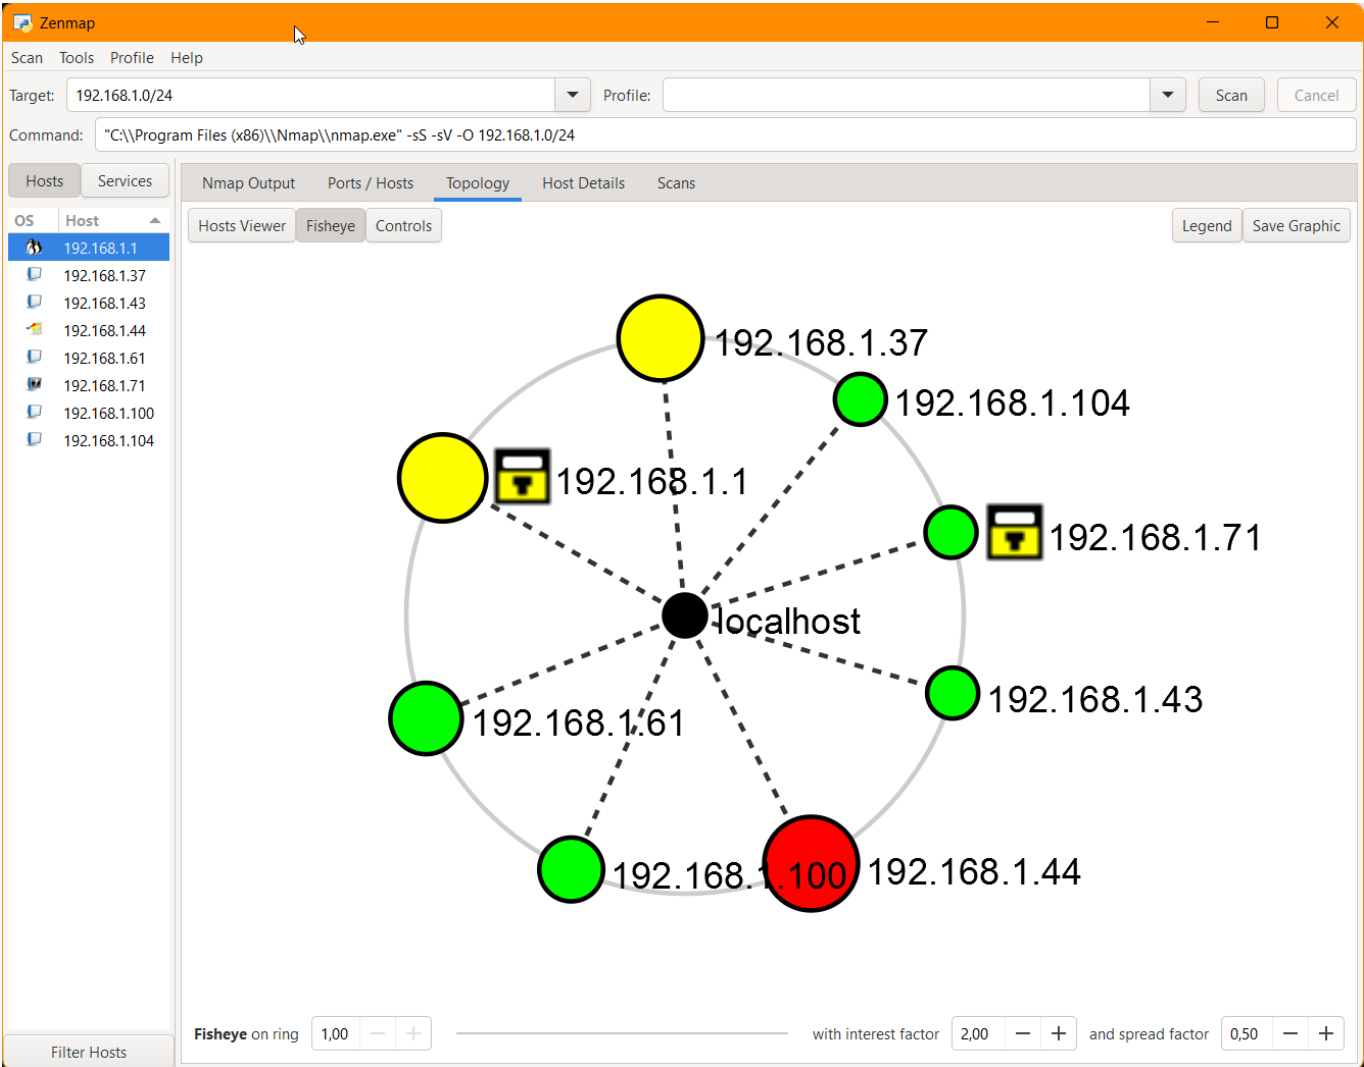 Zenmap
Scan Tools Profile Help
Target: 192.168.1.0/24 Profile: Scan Cancel
Command: "C:\\Program Files (x86)\\Nmap\\nmap.exe" -sS -sV -O 192.168.1.0/24
Hosts Services Nmap Output Ports / Hosts Topology Host Details Scans
OS Host
192.168.1.1
192.168.1.37
192.168.1.43
192.168.1.44
192.168.1.61
192.168.1.71
192.168.1.100
192.168.1.104
Filter Hosts
Hosts Viewer Fisheye Controls Legend Save Graphic
192.168.1.37
192.168.1.104
192.168.1.1
192.168.1.71
localhost
192.168.1.43
192.168.1.61
192.168.1.100
192.168.1.44
Fisheye on ring 1,00 with interest factor 2,00 and spread factor 0,50